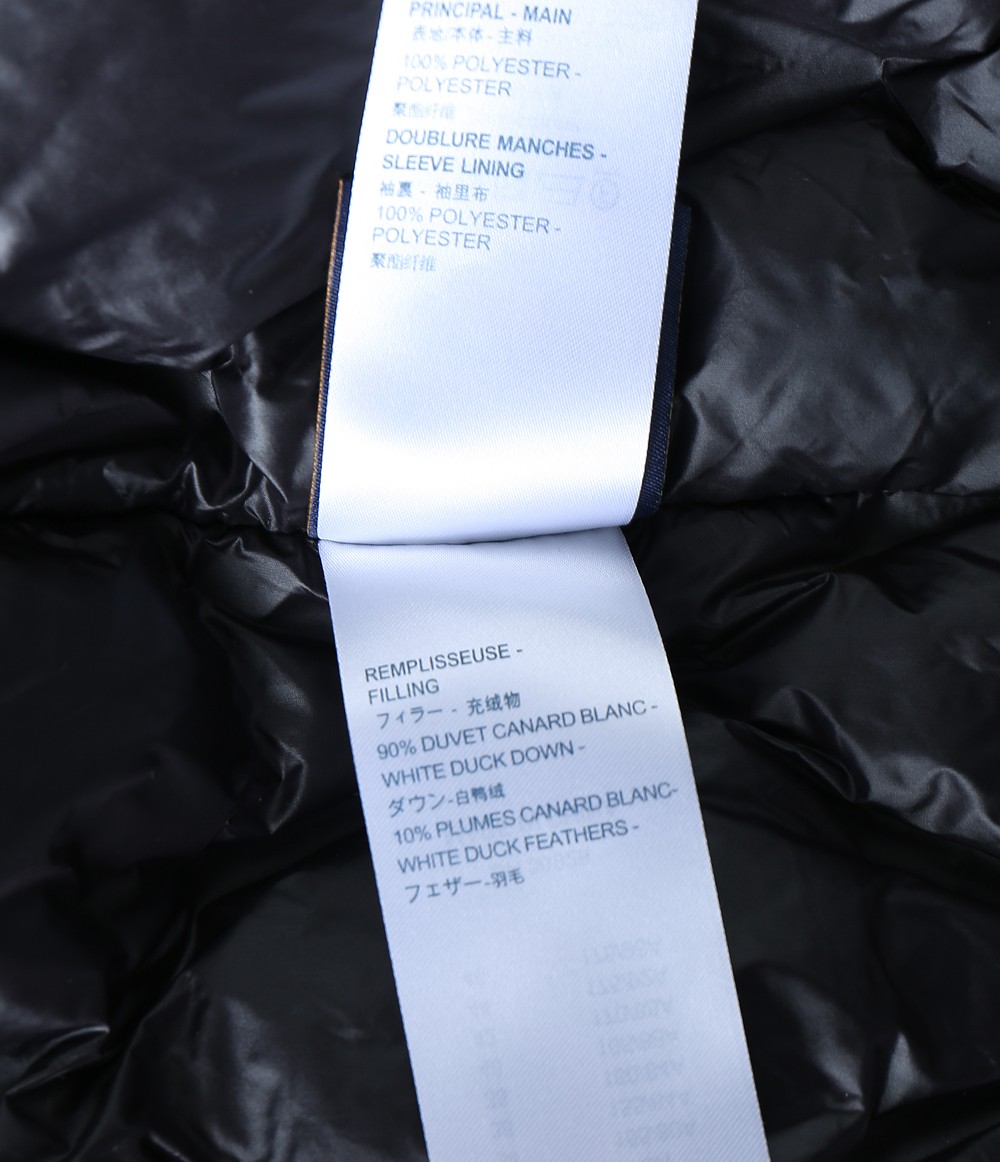 PRINCIPAL - MAIN
表地/本体 - 主料
100% POLYESTER -
POLYESTER
聚酯纤维
DOUBLURE MANCHES -
SLEEVE LINING
袖裏 - 袖里布
100% POLYESTER -
POLYESTER
聚酯纤维
REMPLISSEUSE -
FILLING
フィラー - 充绒物
90% DUVET CANARD BLANC -
WHITE DUCK DOWN -
ダウン-白鸭绒
10% PLUMES CANARD BLANC-
WHITE DUCK FEATHERS -
フェザー-羽毛